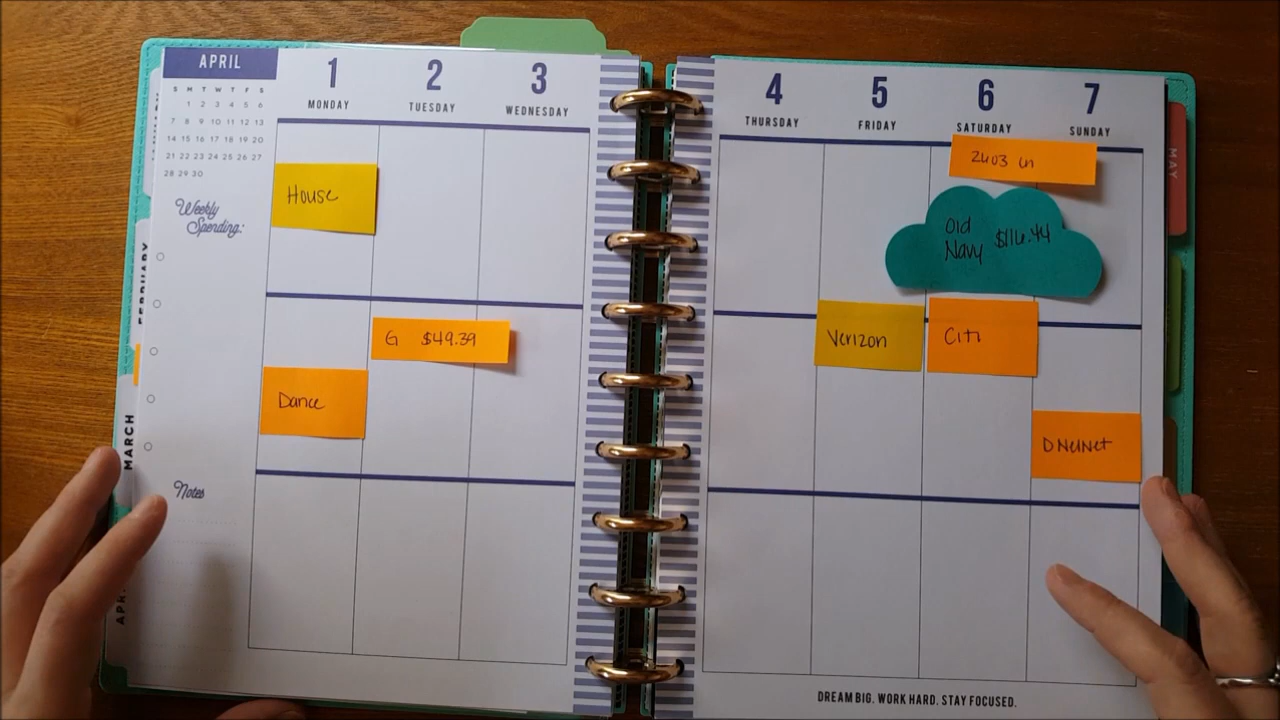 APRIL
S M T W T F S
1 2 3 4 5 6
7 8 9 10 11 12 13
14 15 16 17 18 19 20
21 22 23 24 25 26 27
28 29 30
Weekly
Spending:
Notes
FEBRUARY
MARCH
1
MONDAY
2
TUESDAY
3
WEDNESDAY
House
G $49.39
Dance
4
THURSDAY
5
FRIDAY
6
SATURDAY
7
SUNDAY
2403 in
Old
Navy $116.44
Verizon
Citi
MAY
DREAM BIG. WORK HARD. STAY FOCUSED.